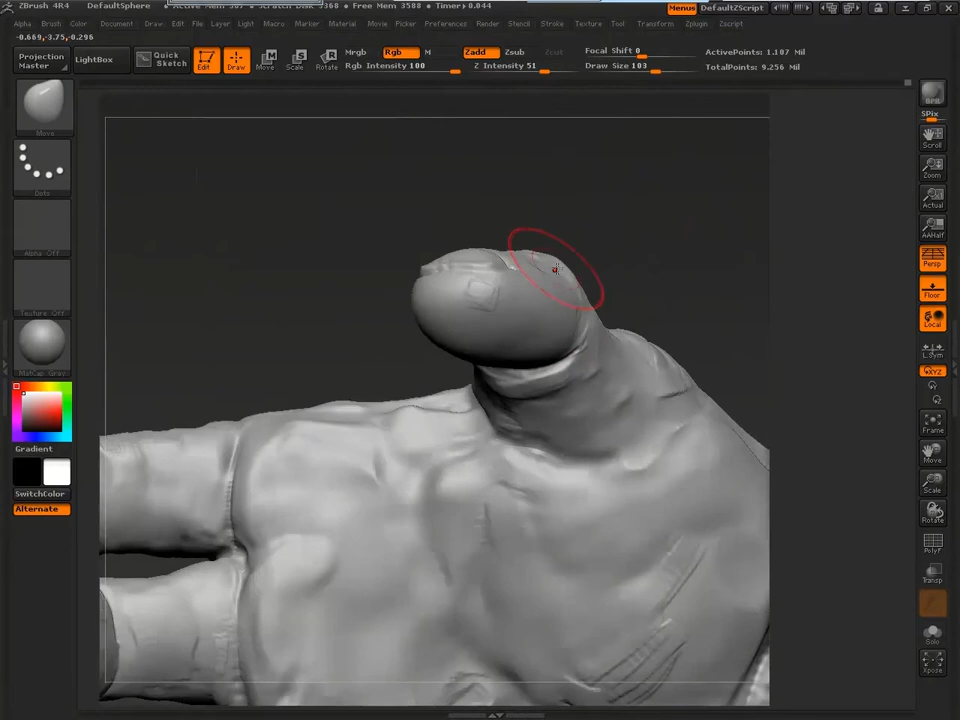 ZBrush 4R4 DefaultSphere Free Mem 3588 Timer▸0.044 Menus DefaultZScript
Alpha Brush Color Document Draw Edit File Layer Light Macro Marker Material Movie Picker Preferences Render Stencil Stroke Texture Tool Transform Zplugin Zscript
-0.669,-3.75,-0.296
Projection Master
LightBox
Quick Sketch
Edit Draw Move Scale Rotate
Mrgb Rgb M
Rgb Intensity 100
Zadd Zsub Zcut
Z Intensity 51
Focal Shift 0
Draw Size 103
ActivePoints: 1.107 Mil
TotalPoints: 9.256 Mil
Move
Dots
Alpha Off
Texture Off
MatCap Gray
Gradient
SwitchColor
Alternate
BPR
SPix
Scroll
Zoom
Actual
AAHalf
Persp
Floor
Local
L.Sym
XYZ
Frame
Move
Scale
Rotate
PolyF
Transp
Solo
Xpose